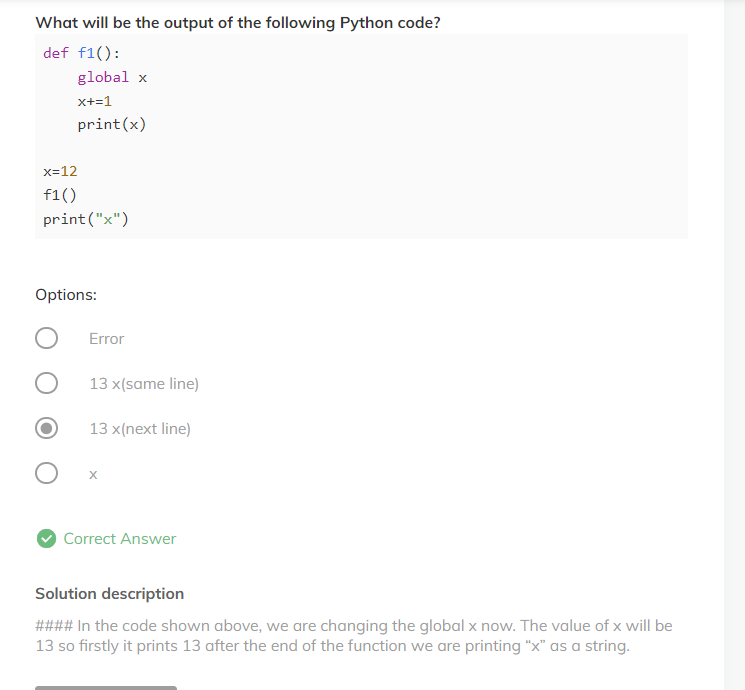 What will be the output of the following Python code?
def f1():
    global x
    x+=1
    print(x)
x=12
f1()
print("x")
Options:
Error
13 x(same line)
13 x(next line)
x
Correct Answer
Solution description
#### In the code shown above, we are changing the global x now. The value of x will be
13 so firstly it prints 13 after the end of the function we are printing “x” as a string.